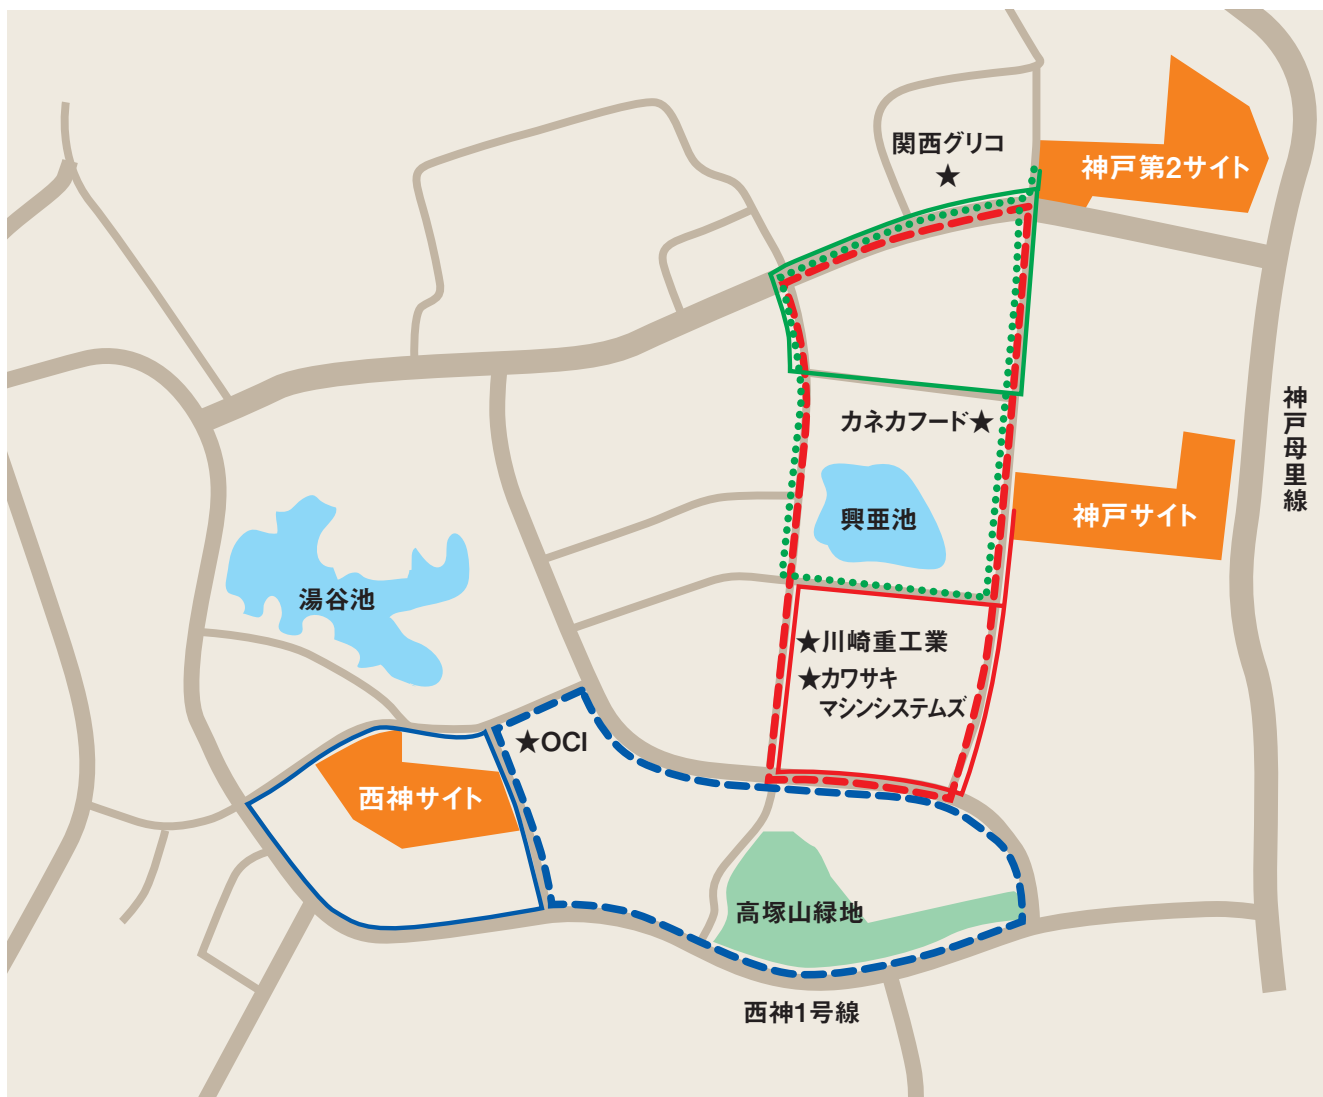 関西グリコ
★
神戸第2サイト
神戸母里線
カネカフード★
神戸サイト
興亜池
湯谷池
★川崎重工業
★カワサキ
マシンシステムズ
★OCI
西神サイト
高塚山緑地
西神1号線